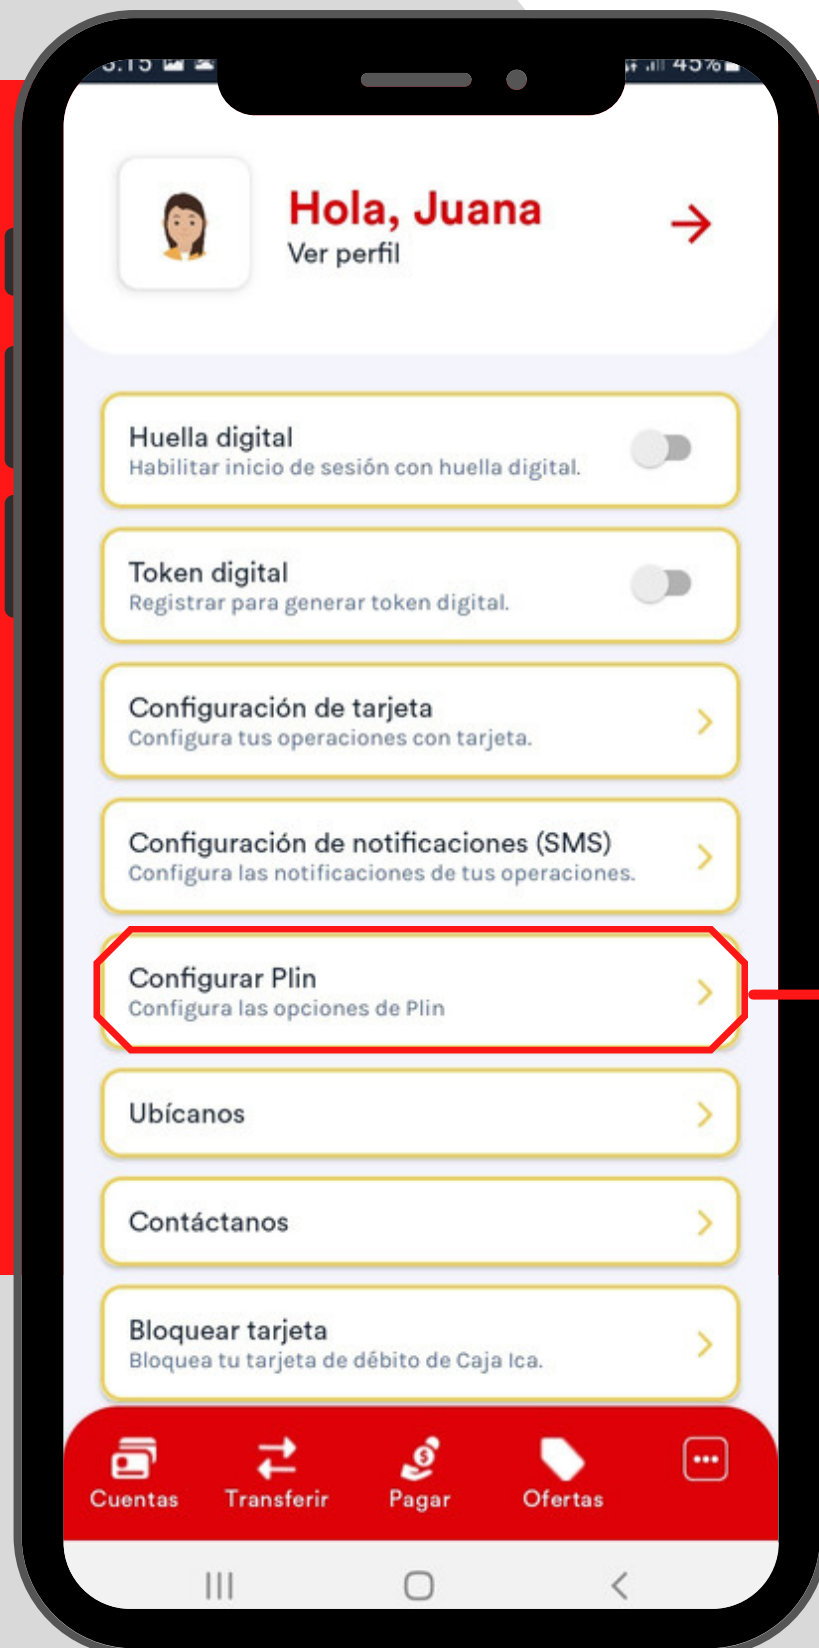 45%
Hola, Juana
Ver perfil
Huella digital
Habilitar inicio de sesión con huella digital.
Token digital
Registrar para generar token digital.
Configuración de tarjeta
Configura tus operaciones con tarjeta.
Configuración de notificaciones (SMS)
Configura las notificaciones de tus operaciones.
Configurar Plin
Configura las opciones de Plin
Ubícanos
Contáctanos
Bloquear tarjeta
Bloquea tu tarjeta de débito de Caja Ica.
Cuentas Transferir Pagar Ofertas